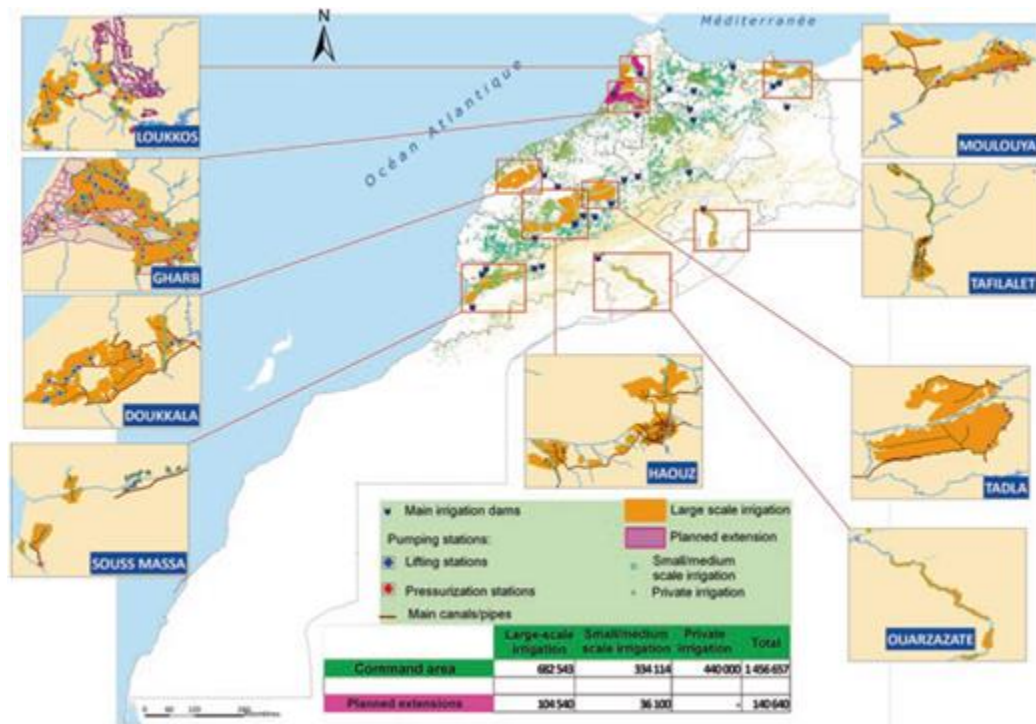 N
Méditerranée
Océan Atlantique
LOUKKOS
MOULOUYA
GHARB
TAFILALET
DOUKKALA
HAOUZ
TADLA
SOUSS MASSA
OUARZAZATE
Main irrigation dams
Pumping stations:
Lifting stations
Pressurization stations
Main canals/pipes
Large scale irrigation
Planned extension
Small/medium
scale irrigation
Private irrigation
Large-scale irrigation Small/medium scale irrigation Private irrigation Total
Command area 682 543 334 114 440 000 1 456 657
Planned extensions 104 540 36 100 - 140 640